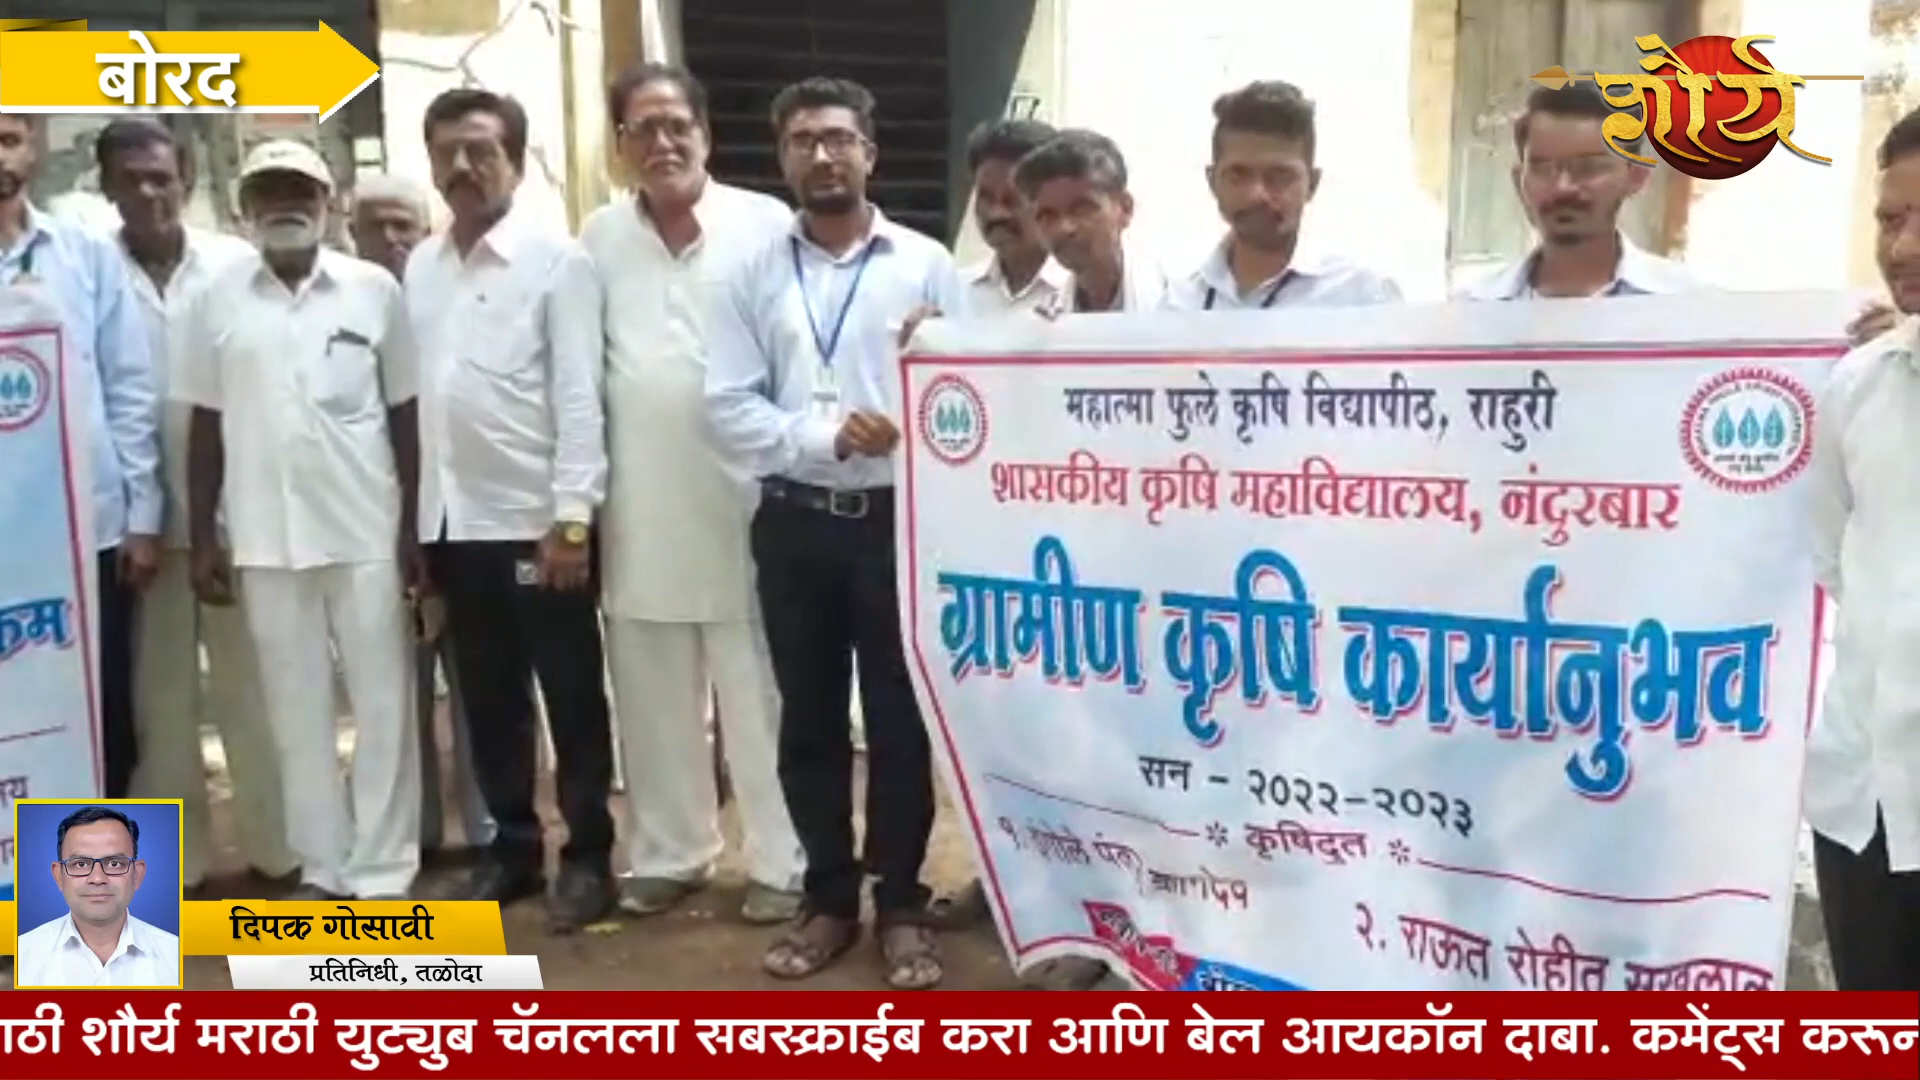 बोरद
शौर्य
महात्मा फुले कृषि विद्यापीठ, राहुरी
शासकीय कृषि महाविद्यालय, नंदुरबार
ग्रामीण कृषि कार्यानुभव
सन - २०२२-२०२३
* कृषिदुत *
२. राऊत रोहीत
दिपक गोसावी
प्रतिनिधी, तळोदा
ाठी शौर्य मराठी युट्युब चॅनलला सबस्क्राईब करा आणि बेल आयकॉन दाबा. कमेंट्स करून